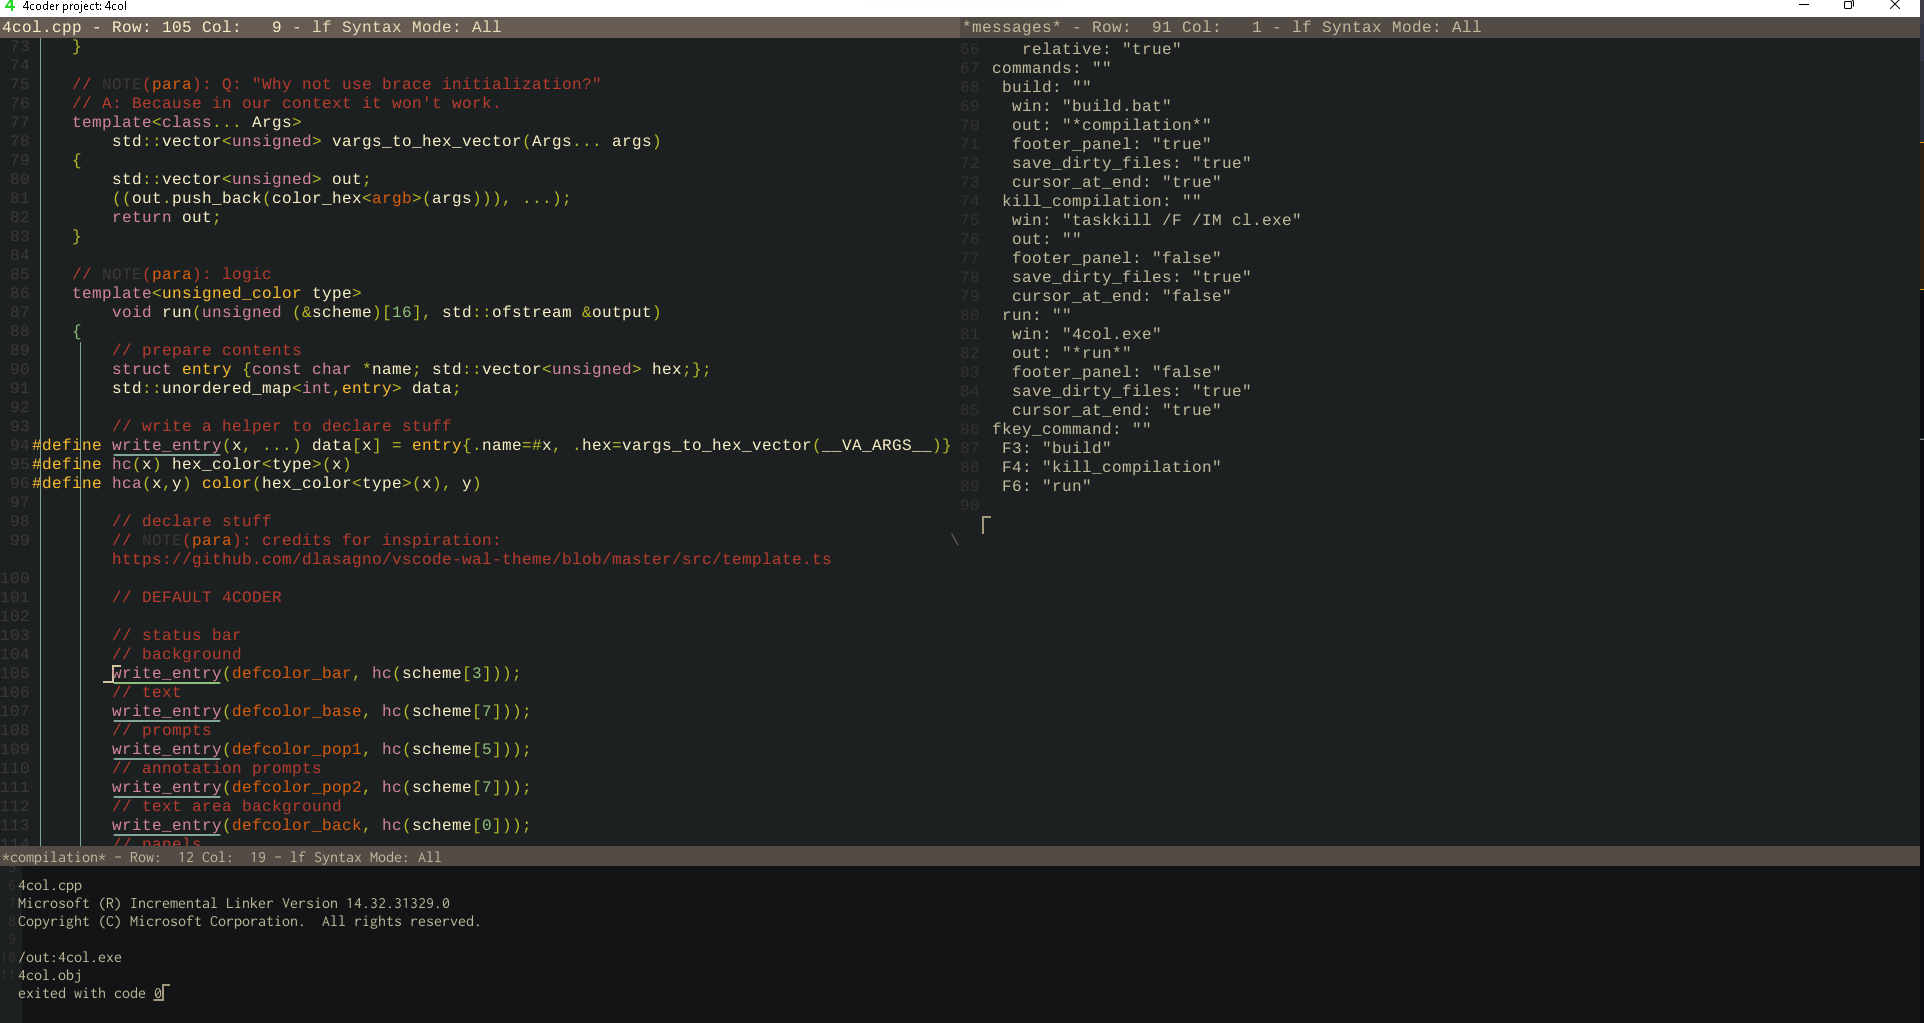 4 4coder project: 4col
4col.cpp - Row: 105 Col:   9 - lf Syntax Mode: All
73     }
74
75     // NOTE(para): Q: "Why not use brace initialization?"
76     // A: Because in our context it won't work.
77     template<class... Args>
78         std::vector<unsigned> vargs_to_hex_vector(Args... args)
79     {
80         std::vector<unsigned> out;
81         ((out.push_back(color_hex<argb>(args))), ...);
82         return out;
83     }
84
85     // NOTE(para): logic
86     template<unsigned_color type>
87         void run(unsigned (&scheme)[16], std::ofstream &output)
88     {
89         // prepare contents
90         struct entry {const char *name; std::vector<unsigned> hex;};
91         std::unordered_map<int,entry> data;
92
93         // write a helper to declare stuff
94 #define write_entry(x, ...) data[x] = entry{.name=#x, .hex=vargs_to_hex_vector(__VA_ARGS__)}
95 #define hc(x) hex_color<type>(x)
96 #define hca(x,y) color(hex_color<type>(x), y)
97
98         // declare stuff
99         // NOTE(para): credits for inspiration: \
https://github.com/dlasagno/vscode-wal-theme/blob/master/src/template.ts
100
101         // DEFAULT 4CODER
102
103         // status bar
104         // background
105         write_entry(defcolor_bar, hc(scheme[3]));
106         // text
107         write_entry(defcolor_base, hc(scheme[7]));
108         // prompts
109         write_entry(defcolor_pop1, hc(scheme[5]));
110         // annotation prompts
111         write_entry(defcolor_pop2, hc(scheme[7]));
112         // text area background
113         write_entry(defcolor_back, hc(scheme[0]));
114         // panels
*messages* - Row:  91 Col:   1 - lf Syntax Mode: All
66    relative: "true"
67 commands: ""
68  build: ""
69   win: "build.bat"
70   out: "*compilation*"
71   footer_panel: "true"
72   save_dirty_files: "true"
73   cursor_at_end: "true"
74  kill_compilation: ""
75   win: "taskkill /F /IM cl.exe"
76   out: ""
77   footer_panel: "false"
78   save_dirty_files: "true"
79   cursor_at_end: "false"
80  run: ""
81   win: "4col.exe"
82   out: "*run*"
83   footer_panel: "false"
84   save_dirty_files: "true"
85   cursor_at_end: "true"
86 fkey_command: ""
87  F3: "build"
88  F4: "kill_compilation"
89  F6: "run"
90
*compilation* - Row:  12 Col:  19 - lf Syntax Mode: All
5
6 4col.cpp
7 Microsoft (R) Incremental Linker Version 14.32.31329.0
8 Copyright (C) Microsoft Corporation.  All rights reserved.
9
10 /out:4col.exe
11 4col.obj
exited with code 0